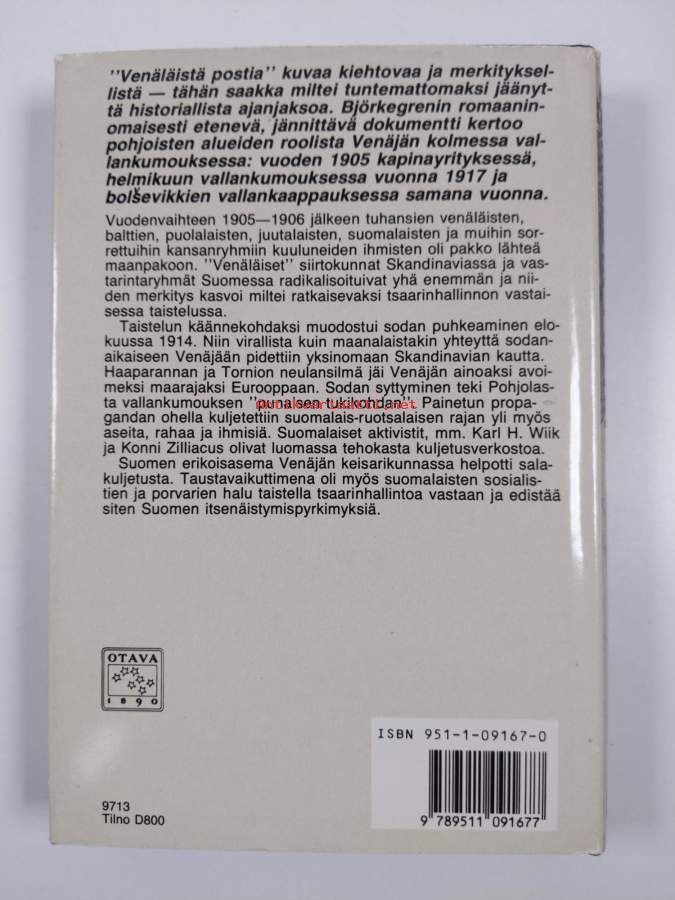 "Venäläistä postia" kuvaa kiehtovaa ja merkityksel-
listä — tähän saakka miltei tuntemattomaksi jäänyt-
tä historiallista ajanjaksoa. Björkegrenin romaanin-
omaisesti etenevä, jännittävä dokumentti kertoo
pohjoisten alueiden roolista Venäjän kolmessa val-
lankumouksessa: vuoden 1905 kapinayrityksessä,
helmikuun vallankumouksessa vuonna 1917 ja
bolševikkien vallankaappauksessa samana vuonna.
Vuodenvaihteen 1905—1906 jälkeen tuhansien venäläisten,
balttien, puolalaisten, juutalaisten, suomalaisten ja muihin sor-
rettuihin kansanryhmiin kuuluneiden ihmisten oli pakko lähteä
maanpakoon. "Venäläiset" siirtokunnat Skandinaviassa ja vas-
tarintaryhmät Suomessa radikalisoituivat yhä enemmän ja nii-
den merkitys kasvoi miltei ratkaisevaksi tsaarinhallinnon vastai-
sessa taistelussa.
Taistelun käännekohdaksi muodostui sodan puhkeaminen elo-
kuussa 1914. Niin virallista kuin maanalaistakin yhteyttä sodan-
aikaiseen Venäjään pidettiin yksinomaan Skandinavian kautta.
Haaparannan ja Tornion neulansilmä jäi Venäjän ainoaksi avoi-
meksi maarajaksi Eurooppaan. Sodan syttyminen teki Pohjolas-
ta vallankumouksen "punaisen tukikohdan". Painetun propa-
gandan ohella kuljetettiin suomalais-ruotsalaisen rajan yli myös
aseita, rahaa ja ihmisiä. Suomalaiset aktivistit, mm. Karl H. Wiik
ja Konni Zilliacus olivat luomassa tehokasta kuljetusverkostoa.
Suomen erikoisasema Venäjän keisarikunnassa helpotti sala-
kuljetusta. Taustavaikuttimena oli myös suomalaisten sosialis-
tien ja porvarien halu taistella tsaarinhallintoa vastaan ja edistää
siten Suomen itsenäistymispyrkimyksiä.
Antikvariaatti.net
OTAVA
1890
ISBN 951-1-09167-0
9 789511 091677
9713
Tilno D800